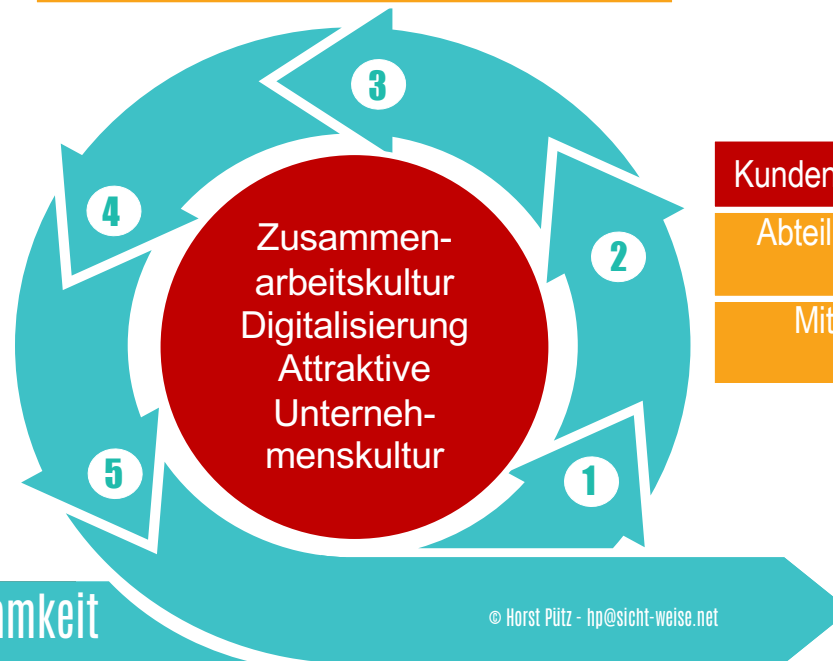 3
4
2
Kunden
Abteil
Mit
Zusammen-
arbeitskultur
Digitalisierung
Attraktive
Unterneh-
menskultur
5
1
amkeit
© Horst Pütz - hp@sicht-weise.net